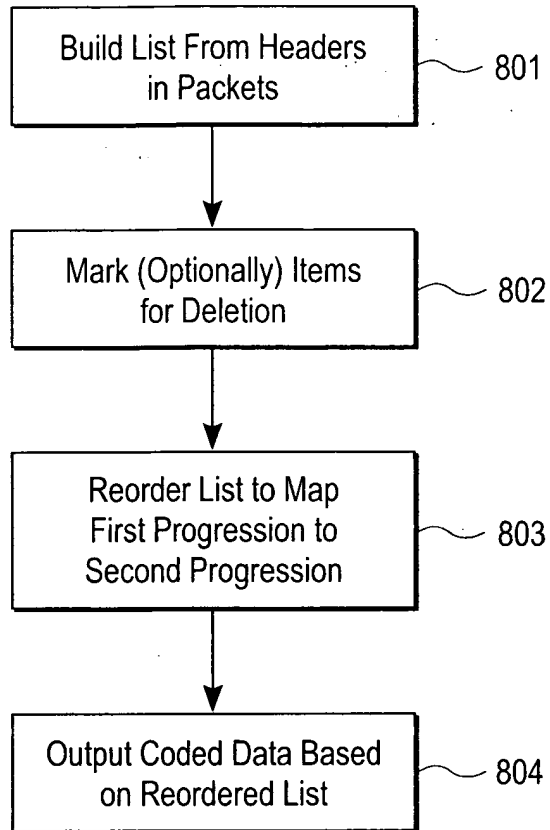 Build List From Headers
in Packets
801
Mark (Optionally) Items
for Deletion
802
Reorder List to Map
First Progression to
Second Progression
803
Output Coded Data Based
on Reordered List
804